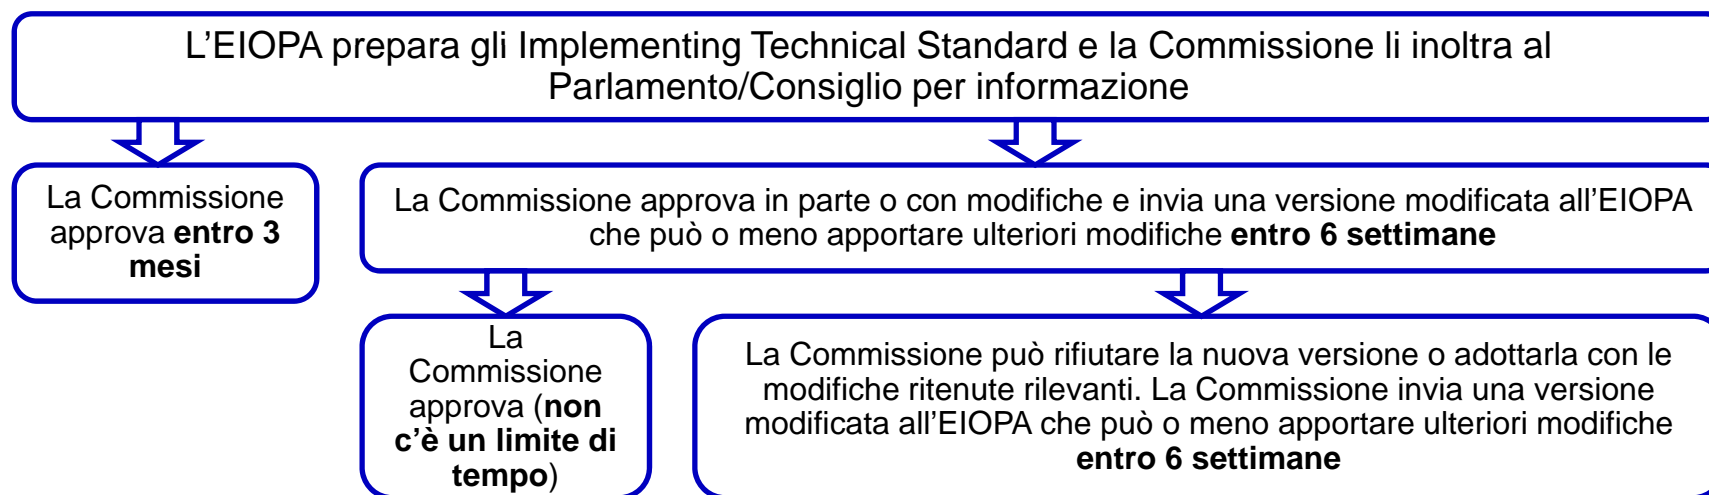 L’EIOPA prepara gli Implementing Technical Standard e la Commissione li inoltra al
Parlamento/Consiglio per informazione
La Commissione
approva entro 3
mesi
La Commissione approva in parte o con modifiche e invia una versione modificata all’EIOPA
che può o meno apportare ulteriori modifiche entro 6 settimane
La
Commissione
approva (non
c’è un limite di
tempo)
La Commissione può rifiutare la nuova versione o adottarla con le
modifiche ritenute rilevanti. La Commissione invia una versione
modificata all’EIOPA che può o meno apportare ulteriori modifiche
entro 6 settimane